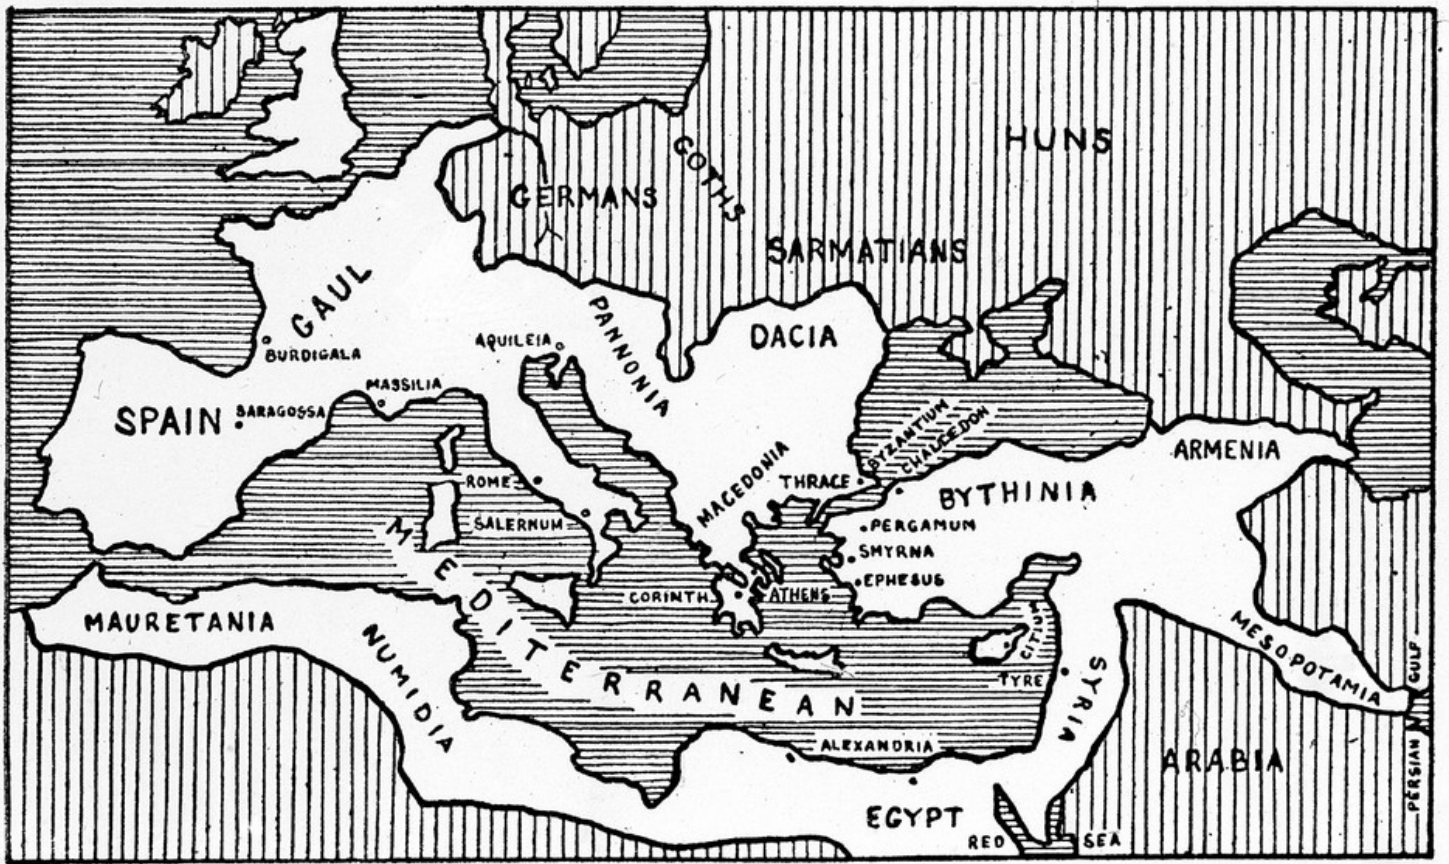 HUNS
GOTHS
GERMANS
SARMATIANS
GAUL
PANNONIA
DACIA
AQUILEIA
BURDIGALA
MASSILIA
SPAIN
SARAGOSSA
BYZANTIUM
CHALCEDON
ARMENIA
MACEDONIA
ROME
THRACE
BYTHINIA
SALERNUM
PERGAMUM
SMYRNA
EPHESUS
MEDITERRANEAN
CORINTH
ATHENS
MAURETANIA
NUMIDIA
CITIUM
TYRE
SYRIA
MESOPOTAMIA
PERSIAN GULF
ALEXANDRIA
ARABIA
EGYPT
RED SEA